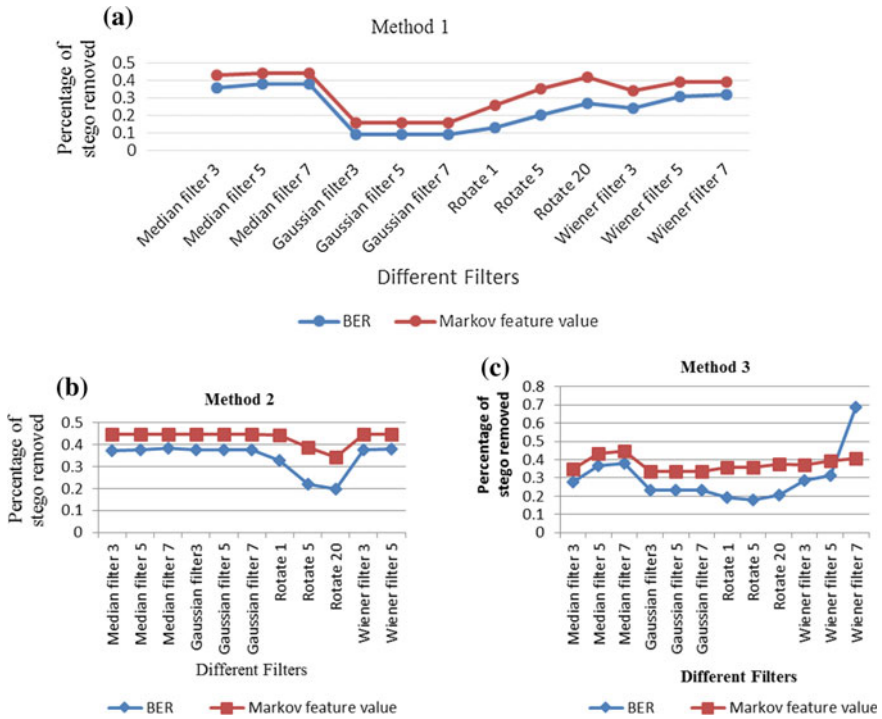 (a)
Method 1
Percentage of
stego removed
0.5
0.4
0.3
0.2
0.1
0
Median filter 3
Median filter 5
Median filter 7
Gaussian filter3
Gaussian filter 5
Gaussian filter 7
Rotate 1
Rotate 5
Rotate 20
Wiener filter 3
Wiener filter 5
Wiener filter 7
Different Filters
BER
Markov feature value
(b)
Method 2
Percentage of
stego removed
0.5
0.4
0.3
0.2
0.1
0
Median filter 3
Median filter 5
Median filter 7
Gaussian filter3
Gaussian filter 5
Gaussian filter 7
Rotate 1
Rotate 5
Rotate 20
Wiener filter 3
Wiener filter 5
Different Filters
BER
Markov feature value
(c)
Method 3
Percentage of
stego removed
0.8
0.7
0.6
0.5
0.4
0.3
0.2
0.1
0
Median filter 3
Median filter 5
Median filter 7
Gaussian filter3
Gaussian filter 5
Gaussian filter 7
Rotate 1
Rotate 5
Rotate 20
Wiener filter 3
Wiener filter 5
Wiener filter 7
Different Filters
BER
Markov feature value